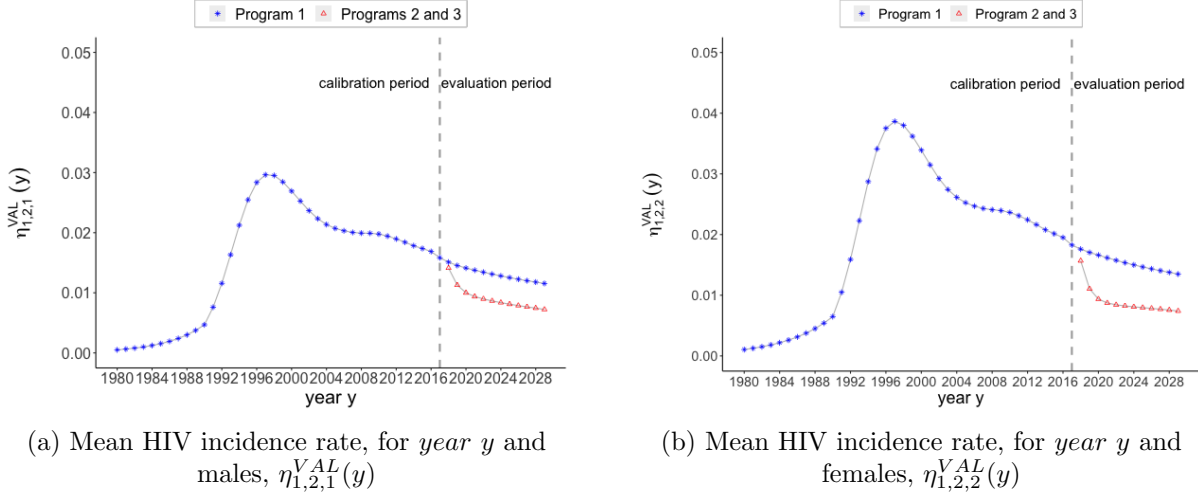 Program 1 Programs 2 and 3
0.05
0.04
0.03
0.02
0.01
0.00
η^{VAL}_{1,2,1}(y)
calibration period evaluation period
1980 1984 1988 1992 1996 2000 2004 2008 2012 2016 2020 2024 2028
year y
(a) Mean HIV incidence rate, for year y and
males, η^{VAL}_{1,2,1}(y)
Program 1 Program 2 and 3
0.05
0.04
0.03
0.02
0.01
0.00
η^{VAL}_{1,2,2}(y)
calibration period evaluation period
1980 1984 1988 1992 1996 2000 2004 2008 2012 2016 2020 2024 2028
year y
(b) Mean HIV incidence rate, for year y and
females, η^{VAL}_{1,2,2}(y)